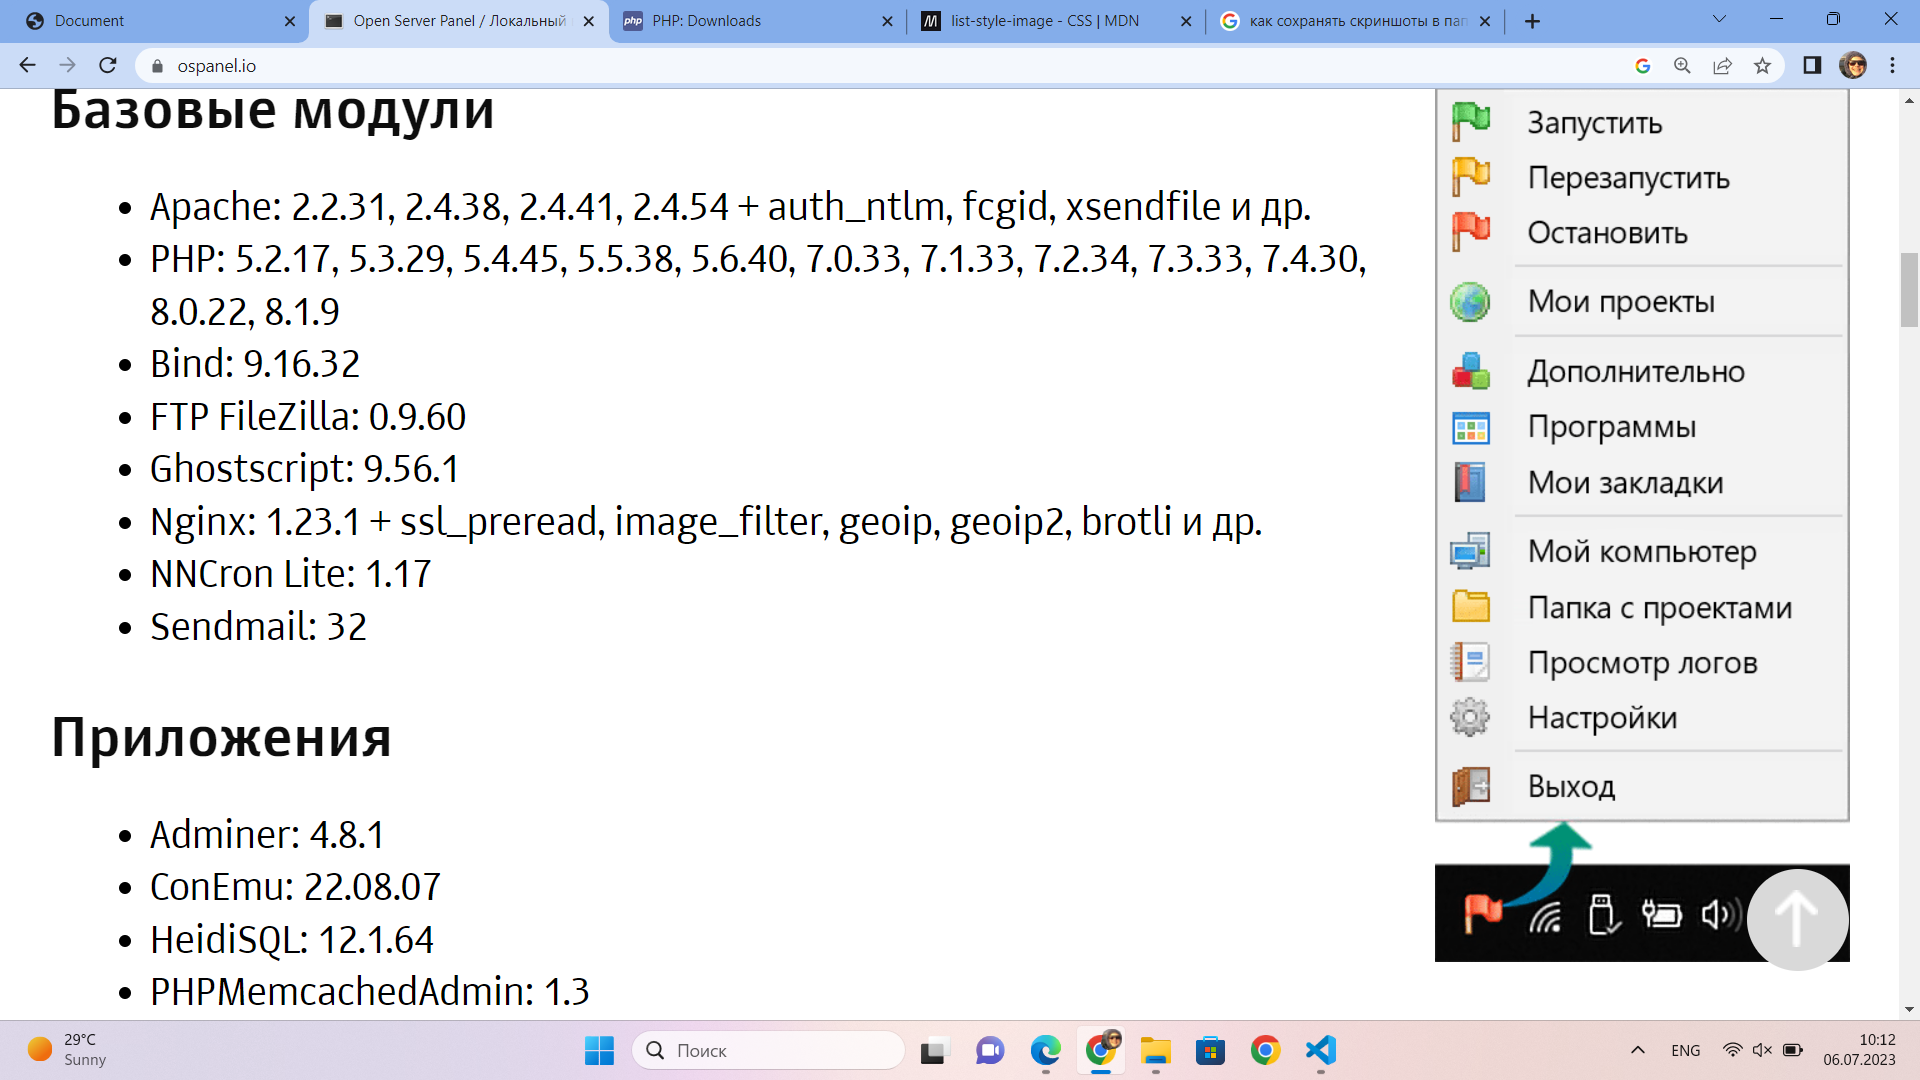 Document
Open Server Panel / Локальный
PHP: Downloads
list-style-image - CSS | MDN
как сохранять скриншоты в пап
ospanel.io
Базовые модули
Apache: 2.2.31, 2.4.38, 2.4.41, 2.4.54 + auth_ntlm, fcgid, xsendfile и др.
PHP: 5.2.17, 5.3.29, 5.4.45, 5.5.38, 5.6.40, 7.0.33, 7.1.33, 7.2.34, 7.3.33, 7.4.30,
8.0.22, 8.1.9
Bind: 9.16.32
FTP FileZilla: 0.9.60
Ghostscript: 9.56.1
Nginx: 1.23.1 + ssl_preread, image_filter, geoip, geoip2, brotli и др.
NNCron Lite: 1.17
Sendmail: 32
Приложения
Adminer: 4.8.1
ConEmu: 22.08.07
HeidiSQL: 12.1.64
PHPMemcachedAdmin: 1.3
Запустить
Перезапустить
Остановить
Мои проекты
Дополнительно
Программы
Мои закладки
Мой компьютер
Папка с проектами
Просмотр логов
Настройки
Выход
29°C
Sunny
Поиск
ENG
10:12
06.07.2023